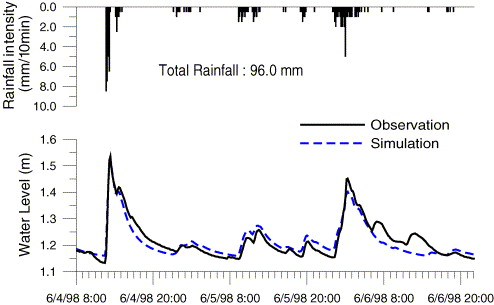 Rainfall intensity
(mm/10min)
0.0
2.0
4.0
6.0
8.0
10.0
Total Rainfall : 96.0 mm
Observation
Simulation
Water Level (m)
1.6
1.5
1.4
1.3
1.2
1.1
6/4/98 8:00 6/4/98 20:00 6/5/98 8:00 6/5/98 20:00 6/6/98 8:00 6/6/98 20:00